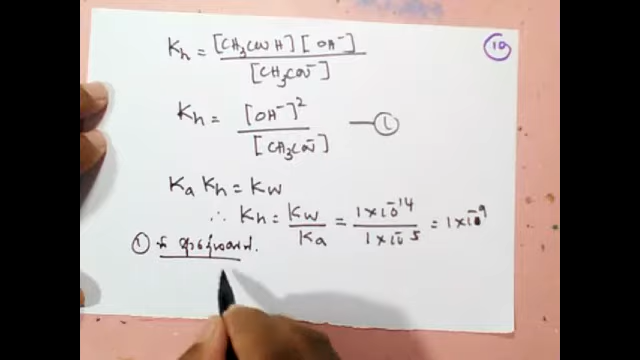 10
Kh = [CH₃COO H] [OH⁻] / [CH₃COO⁻]
Kh = [OH⁻]² / [CH₃COO⁻] — ①
Ka Kh = Kw
∴ Kh = Kw / Ka = 1×10⁻¹⁴ / 1×10⁻⁵ = 1×10⁻⁹
①